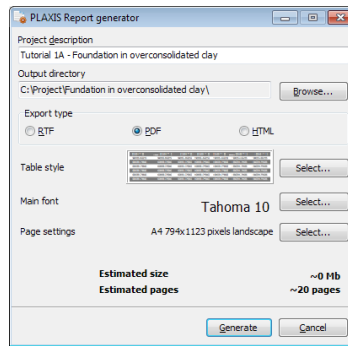 PLAXIS Report generator
Project description
Tutorial 1A - Foundation in overconsolidated clay
Output directory
C:\Project\Fundation in overconsolidated clay\
Browse...
Export type
RTF PDF HTML
Table style
Select...
Main font
Tahoma 10
Select...
Page settings
A4 794x1123 pixels landscape
Select...
Estimated size ~0 Mb
Estimated pages ~20 pages
Generate Cancel